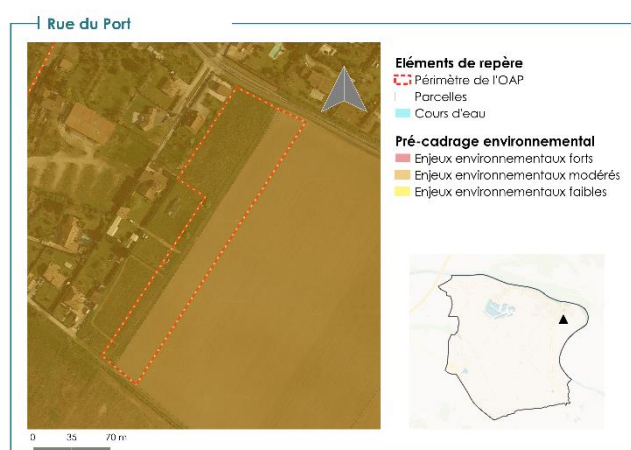 Rue du Port
Eléments de repère
Périmètre de l'OAP
Parcelles
Cours d'eau
Pré-cadrage environnemental
Enjeux environnementaux forts
Enjeux environnementaux modérés
Enjeux environnementaux faibles
0 35 70 m